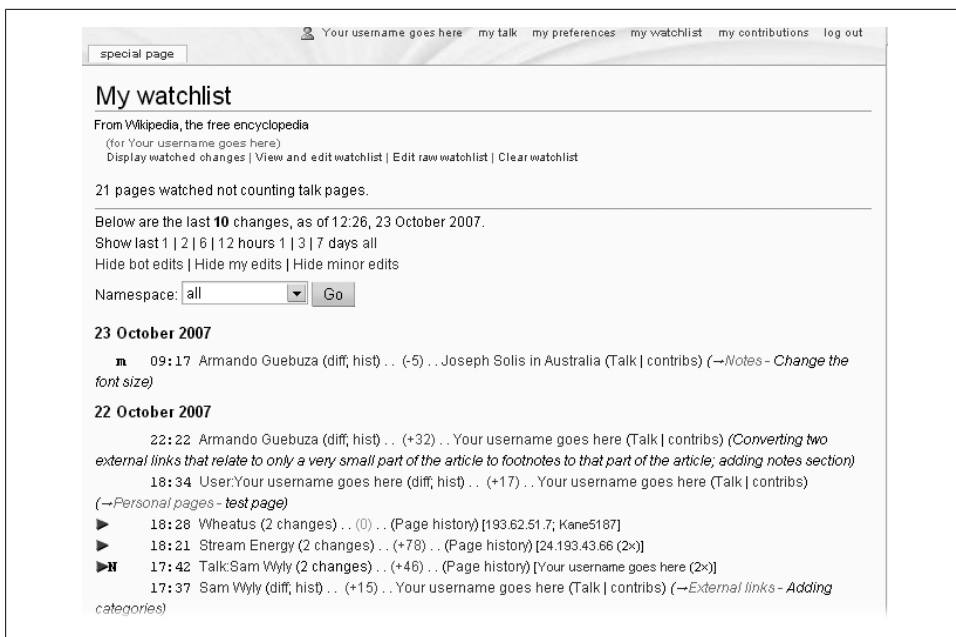 Your username goes here my talk my preferences my watchlist my contributions log out
special page
My watchlist
From Wikipedia, the free encyclopedia
(for Your username goes here)
Display watched changes | View and edit watchlist | Edit raw watchlist | Clear watchlist
21 pages watched not counting talk pages.
Below are the last 10 changes, as of 12:26, 23 October 2007.
Show last 1 | 2 | 6 | 12 hours 1 | 3 | 7 days all
Hide bot edits | Hide my edits | Hide minor edits
Namespace: all Go
23 October 2007
m 09:17 Armando Guebuza (diff; hist) . . (-5) . . Joseph Solis in Australia (Talk | contribs) (→Notes - Change the
font size)
22 October 2007
22:22 Armando Guebuza (diff; hist) . . (+32) . . Your username goes here (Talk | contribs) (Converting two
external links that relate to only a very small part of the article to footnotes to that part of the article; adding notes section)
18:34 User:Your username goes here (diff; hist) . . (+17) . . Your username goes here (Talk | contribs)
(→Personal pages - test page)
18:28 Wheatus (2 changes) . . (0) . . (Page history) [193.62.51.7; Kane5187]
18:21 Stream Energy (2 changes) . . (+78) . . (Page history) [24.193.43.66 (2×)]
N 17:42 Talk:Sam Wyly (2 changes) . . (+46) . . (Page history) [Your username goes here (2×)]
17:37 Sam Wyly (diff; hist) . . (+15) . . Your username goes here (Talk | contribs) (→External links - Adding
categories)